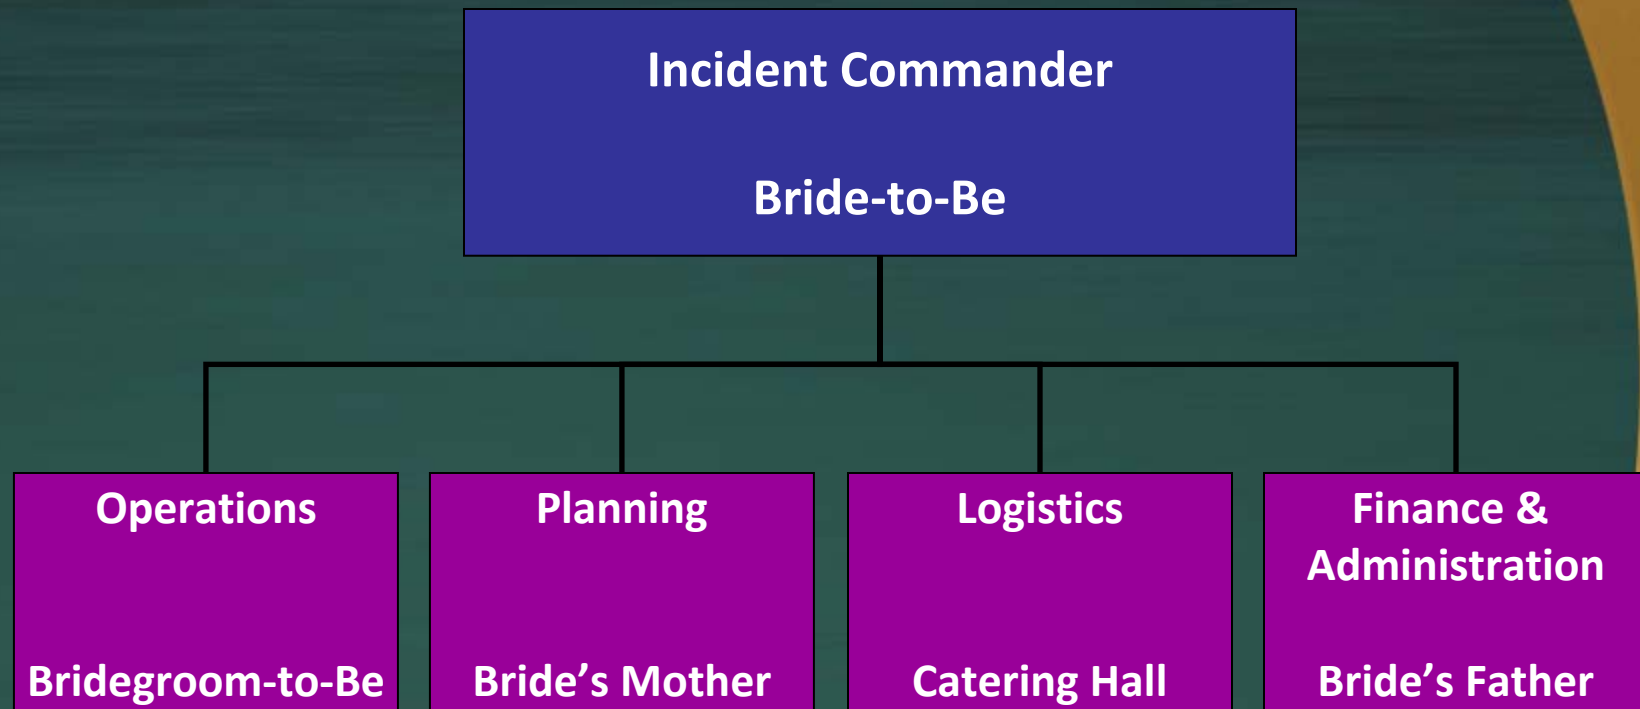 Incident Commander
Bride-to-Be
Operations
Bridegroom-to-Be
Planning
Bride’s Mother
Logistics
Catering Hall
Finance &
Administration
Bride’s Father